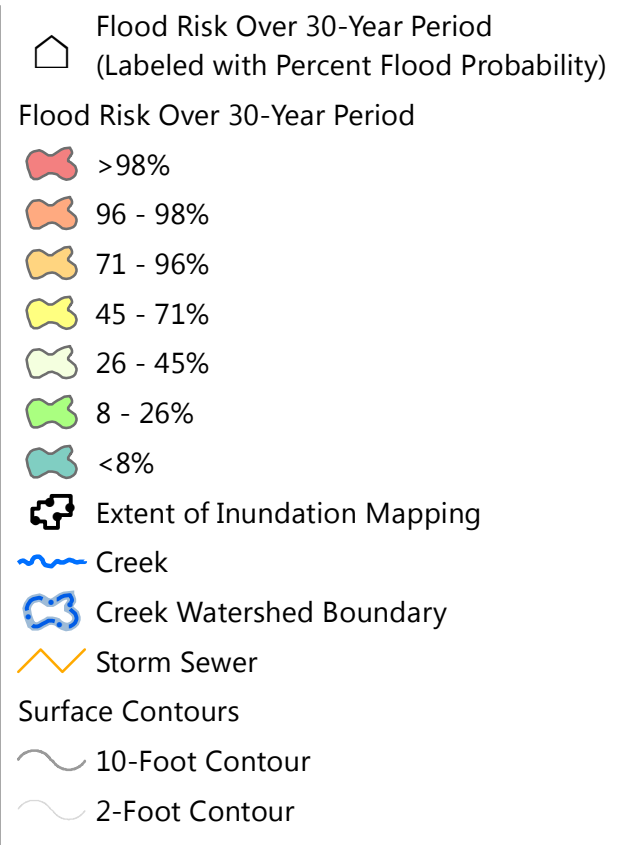 Flood Risk Over 30-Year Period
(Labeled with Percent Flood Probability)
Flood Risk Over 30-Year Period
>98%
96 - 98%
71 - 96%
45 - 71%
26 - 45%
8 - 26%
<8%
Extent of Inundation Mapping
Creek
Creek Watershed Boundary
Storm Sewer
Surface Contours
10-Foot Contour
2-Foot Contour